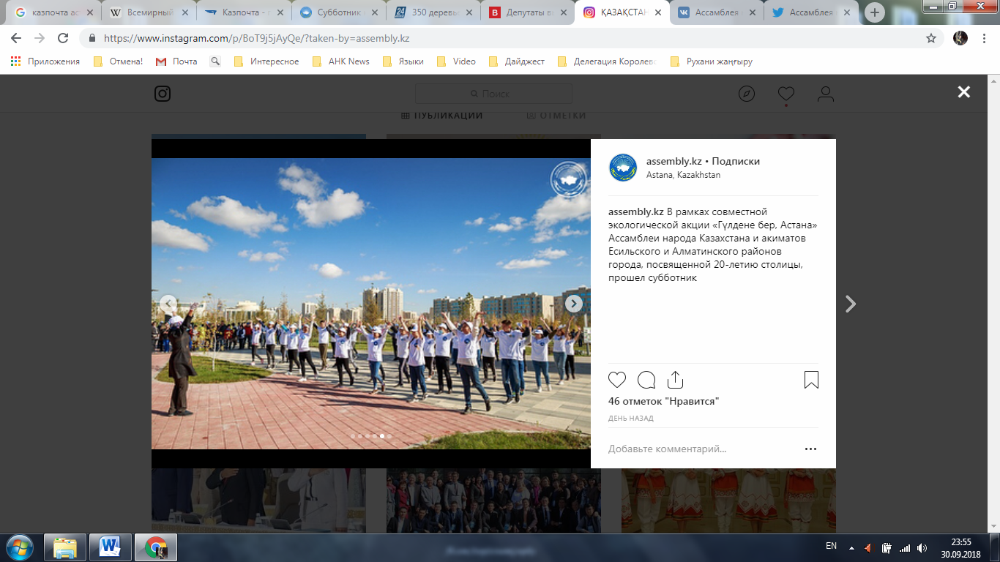 казпочта ас
Всемирный
Казпочта - г
Субботник
350 деревь
Депутаты в
ҚАЗАҚСТАН
Ассамблея
Ассамблея
https://www.instagram.com/p/BoT9j5jAyQe/?taken-by=assembly.kz
Приложения
Отмена!
Почта
Интересное
АНК News
Языки
Video
Дайджест
Делегация Королевс
Рухани жаңғыру
Поиск
ПУБЛИКАЦИИ
ОТМЕТКИ
assembly.kz • Подписки
Astana, Kazakhstan
assembly.kz В рамках совместной
экологической акции «Гүлдене бер, Астана»
Ассамблеи народа Казахстана и акиматов
Есильского и Алматинского районов
города, посвященной 20-летию столицы,
прошел субботник
46 отметок "Нравится"
ДЕНЬ НАЗАД
Добавьте комментарий...
EN
23:55
30.09.2018